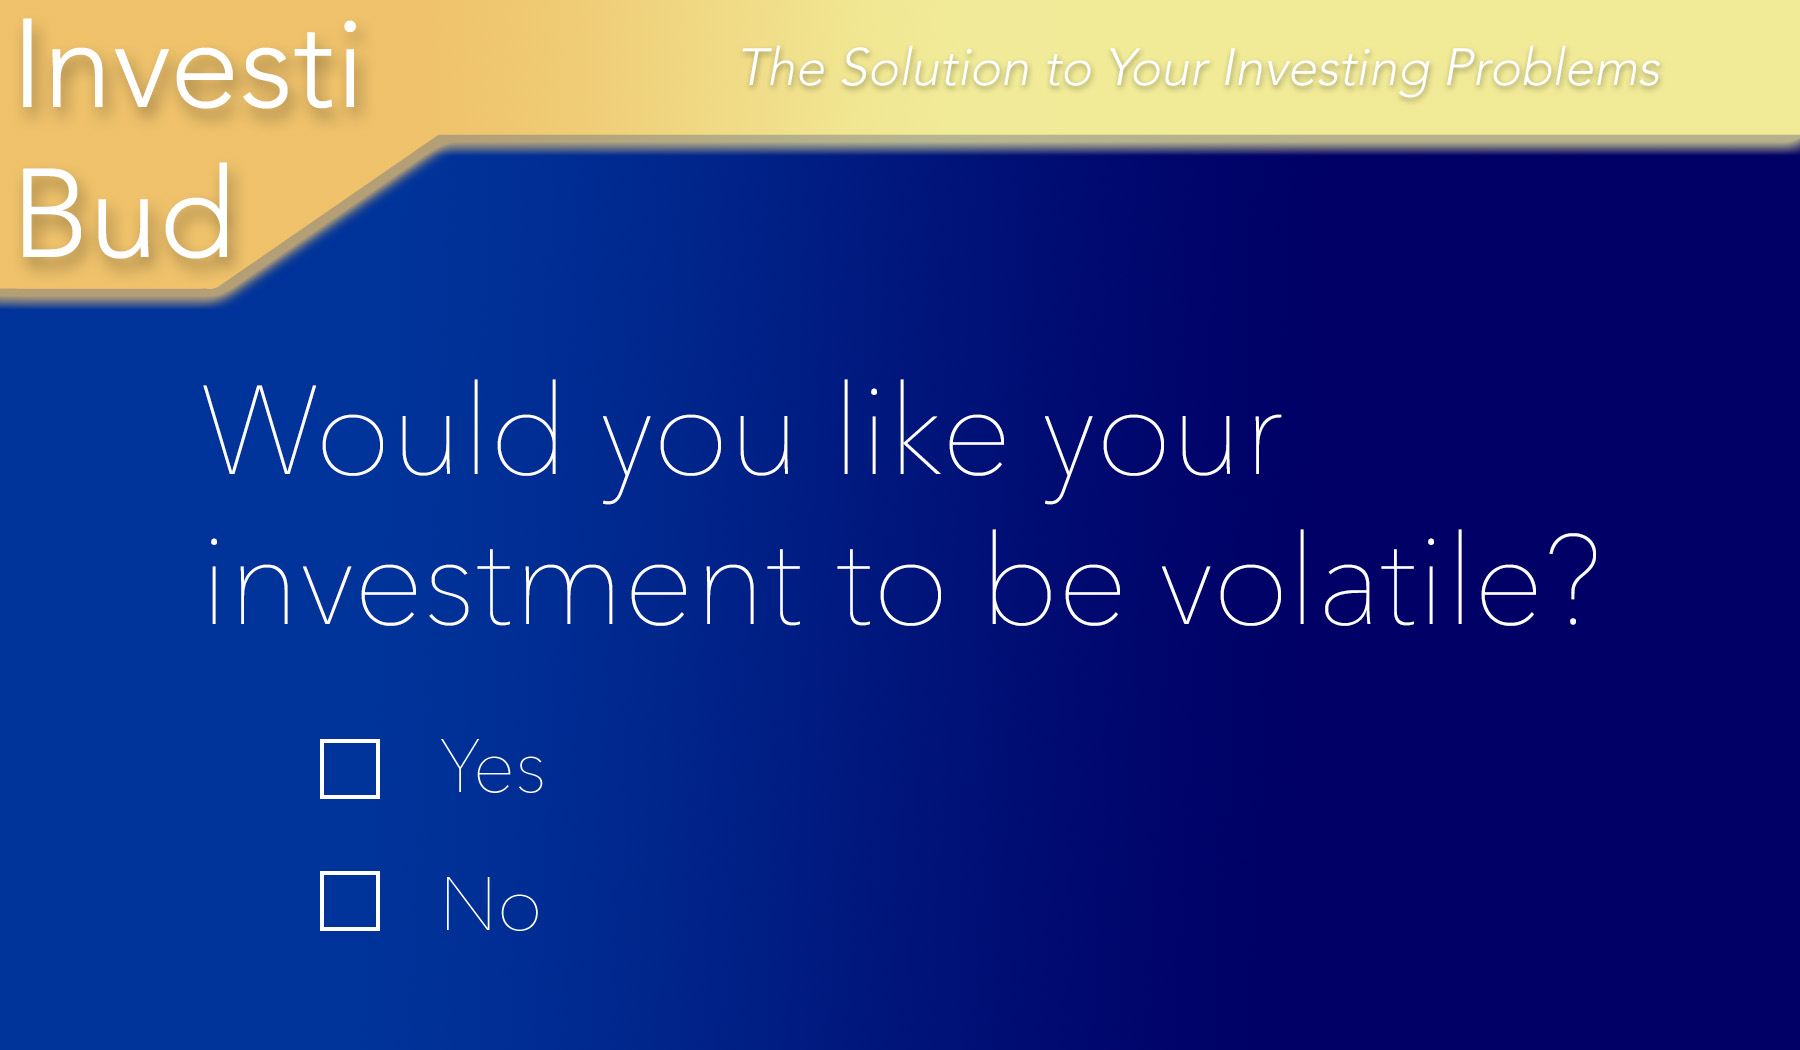 Investi
Bud
The Solution to Your Investing Problems
Would you like your
investment to be volatile?
Yes
No